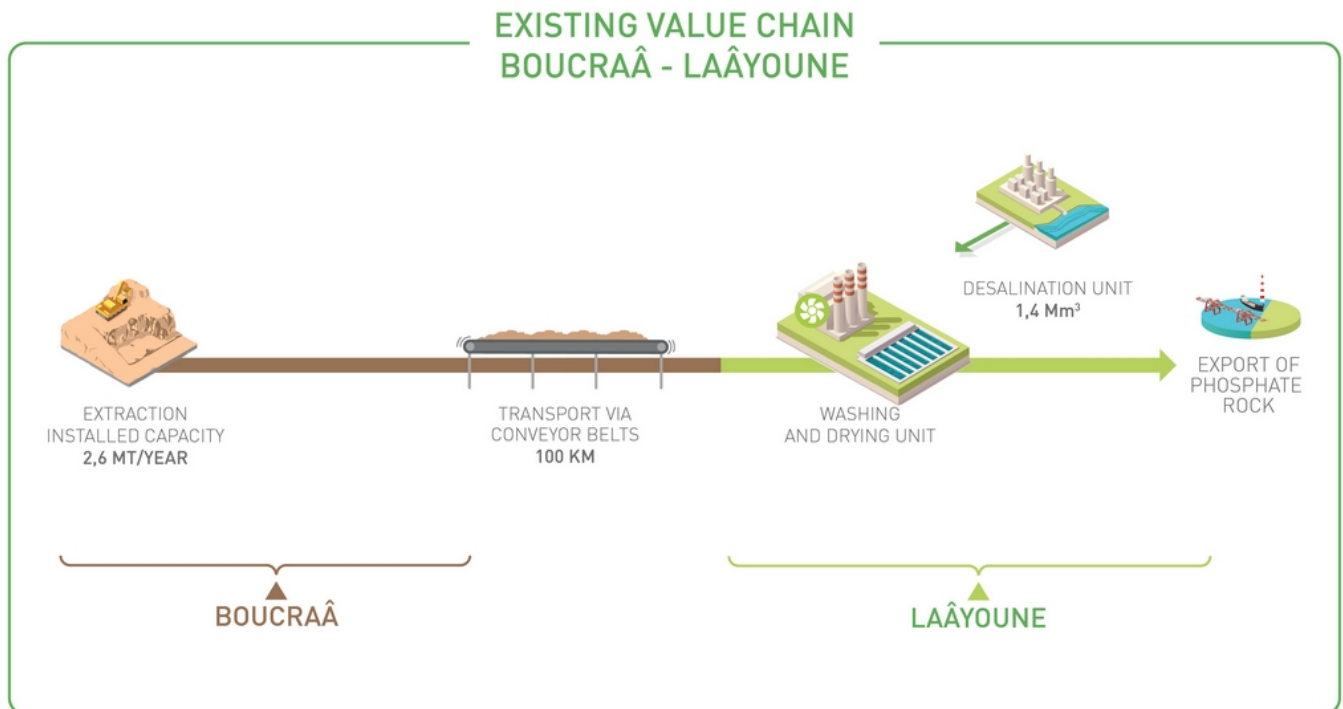 EXISTING VALUE CHAIN
BOUCRAÂ - LAÂYOUNE
DESALINATION UNIT
1,4 Mm³
EXTRACTION
INSTALLED CAPACITY
2,6 MT/YEAR
TRANSPORT VIA
CONVEYOR BELTS
100 KM
WASHING
AND DRYING UNIT
EXPORT OF
PHOSPHATE
ROCK
BOUCRAÂ
LAÂYOUNE